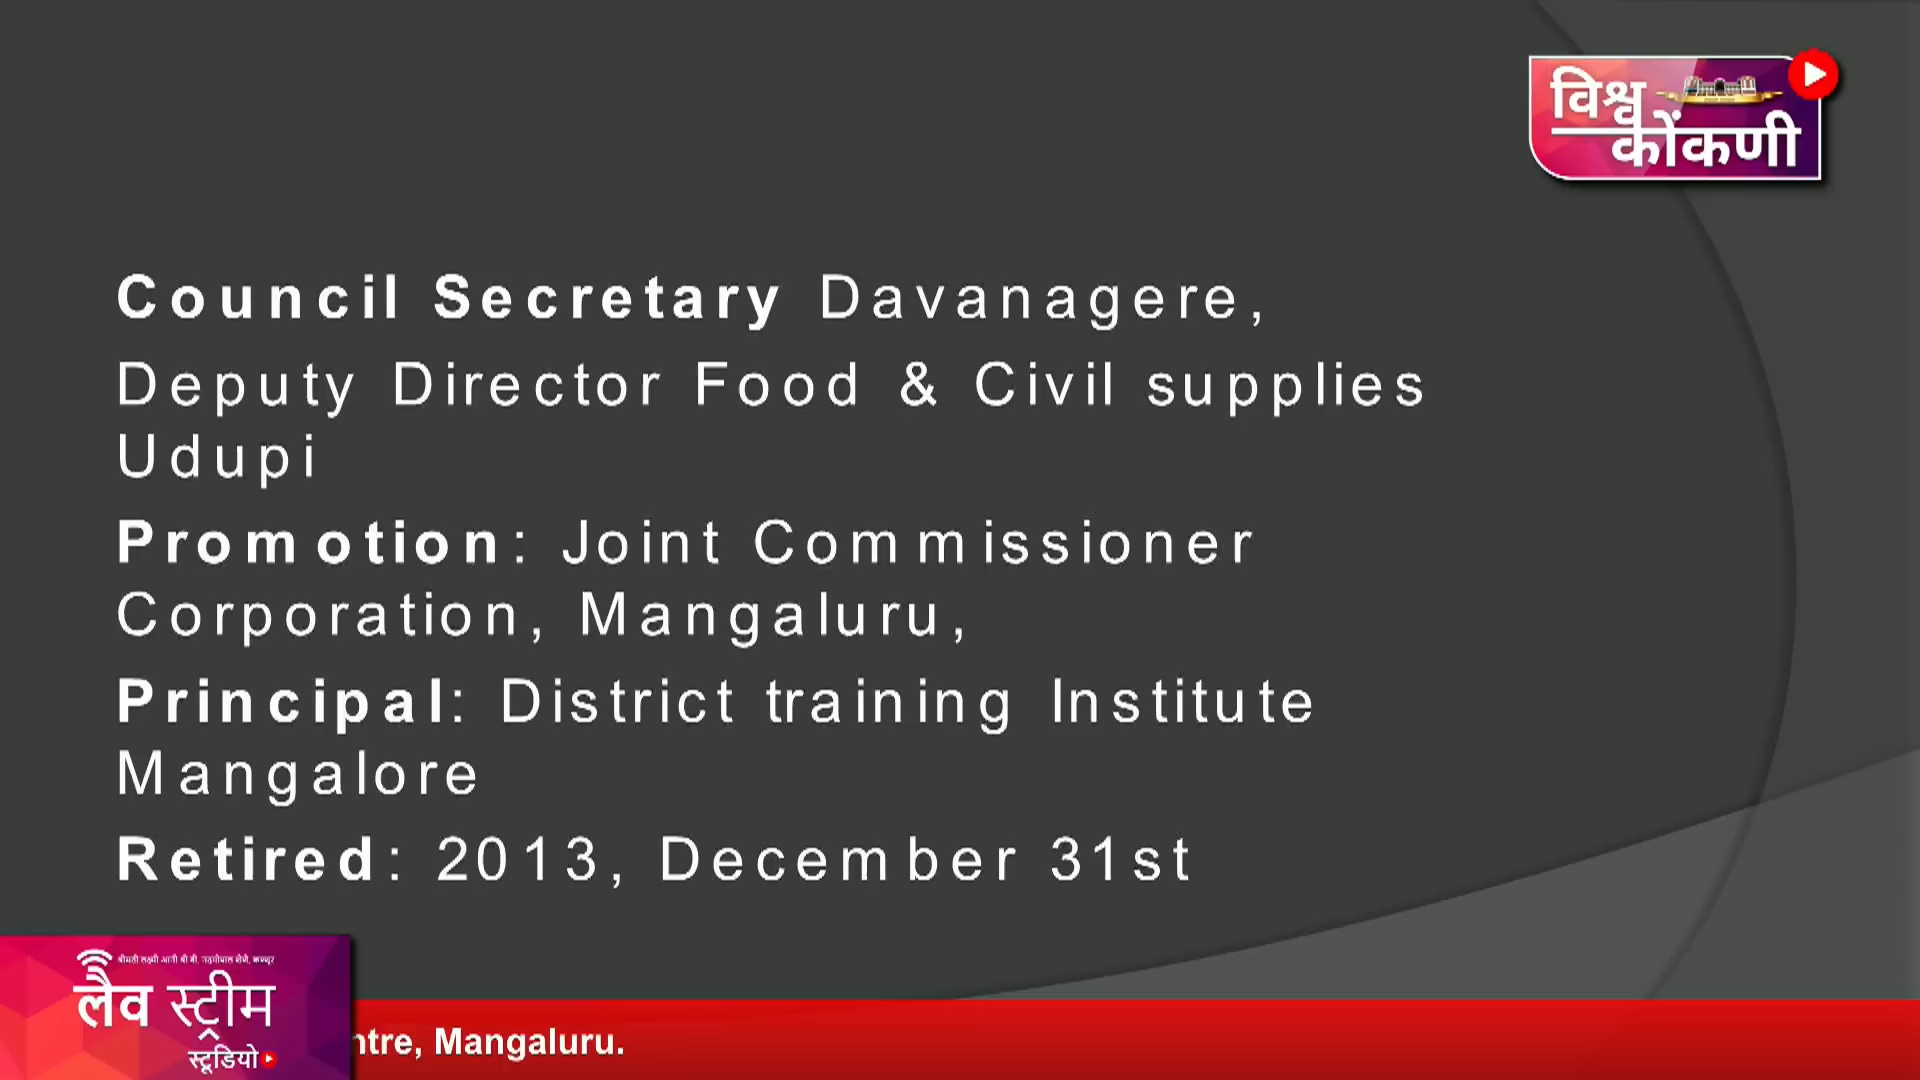 विश्व
कोंकणी
Council Secretary Davanagere,
Deputy Director Food & Civil supplies
Udupi
Promotion: Joint Commissioner
Corporation, Mangaluru,
Principal: District training Institute
Mangalore
Retired: 2013, December 31st
लैव स्ट्रीम
स्टूडियो
ntre, Mangaluru.